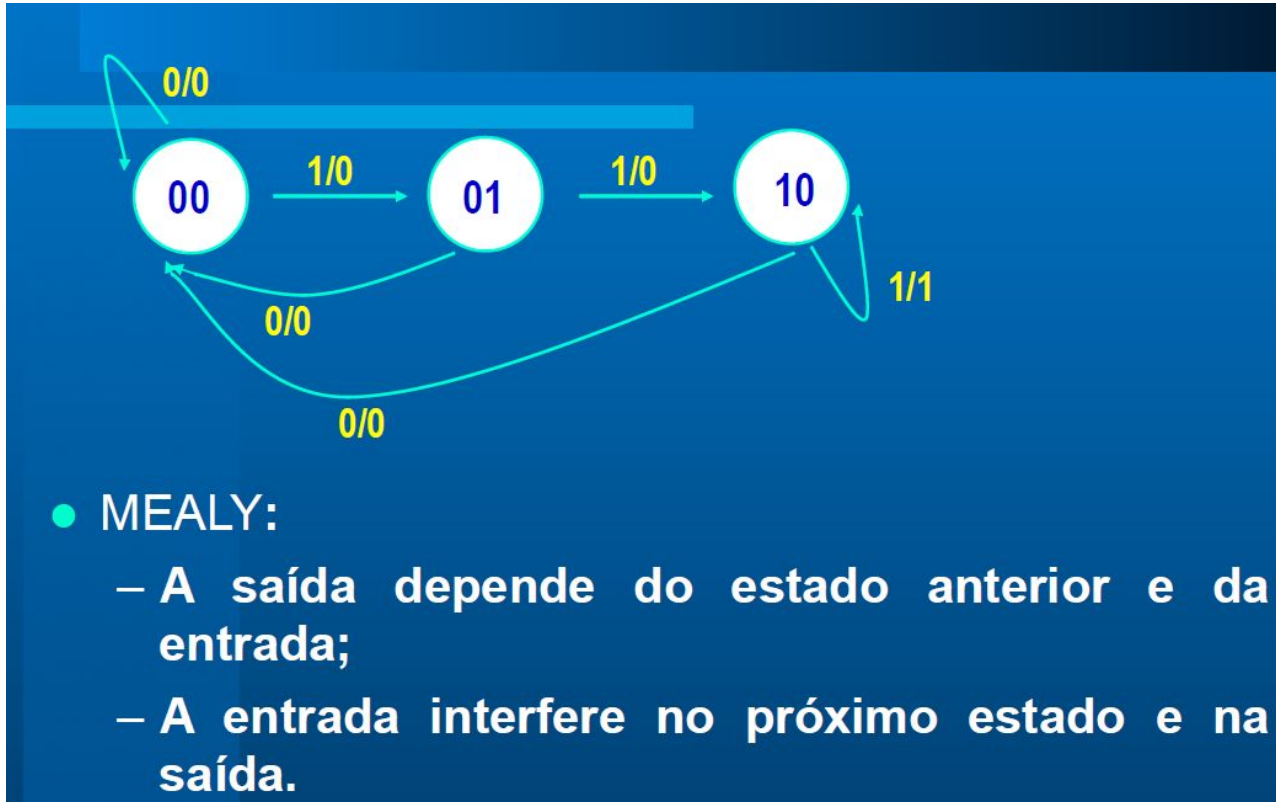 0/0
00
1/0
01
1/0
10
1/1
0/0
0/0
MEALY:
– A saída depende do estado anterior e da
entrada;
– A entrada interfere no próximo estado e na
saída.